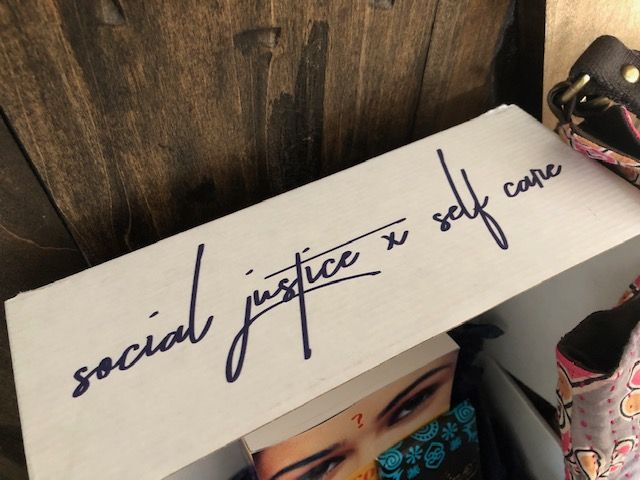 social justice x self care
?